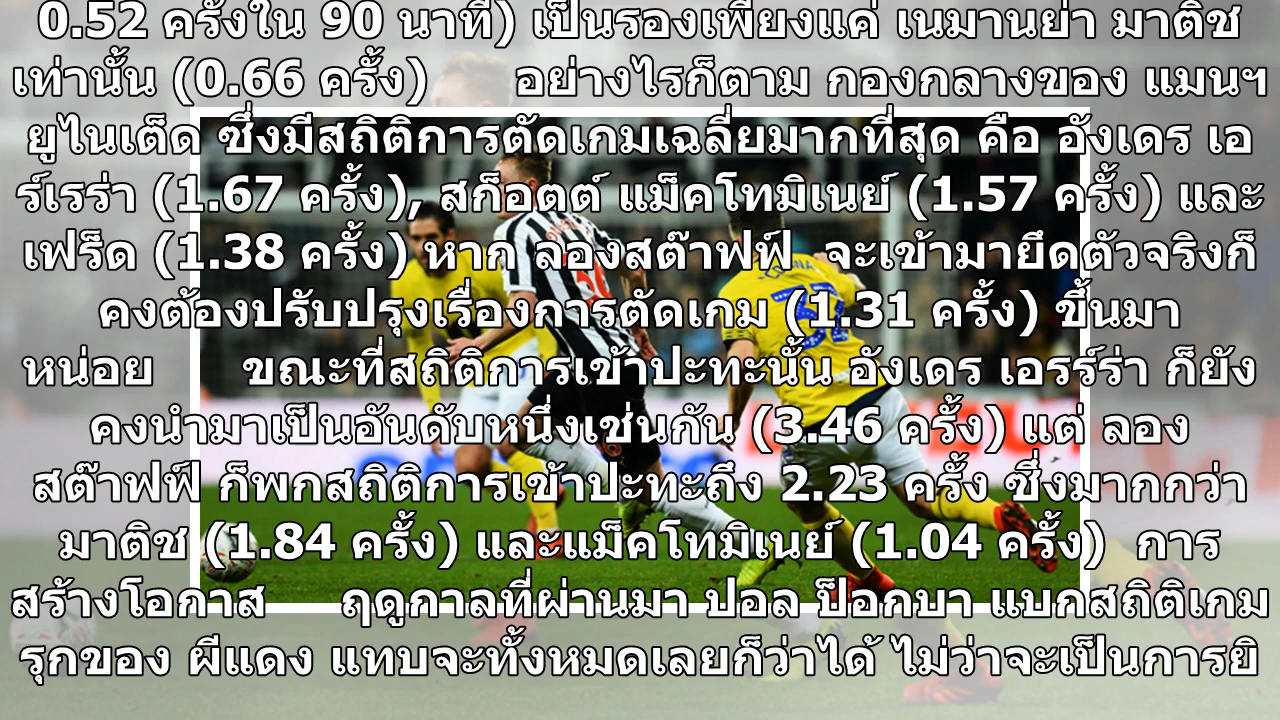 0.52 ครั้งใน 90 นาที) เป็นรองเพียงแค่ เนมานย่า มาติช
เท่านั้น (0.66 ครั้ง) อย่างไรก็ตาม กองกลางของ แมนฯ
ยูไนเต็ด ซึ่งมีสถิติการตัดเกมเฉลี่ยมากที่สุด คือ อังเดร เอ
ร์เรร่า (1.67 ครั้ง), สก็อตต์ แม็คโทมิเนย์ (1.57 ครั้ง) และ
เฟร็ด (1.38 ครั้ง) หาก ลองสต๊าฟฟ์ จะเข้ามายึดตัวจริงก็
คงต้องปรับปรุงเรื่องการตัดเกม (1.31 ครั้ง) ขึ้นมา
หน่อย ขณะที่สถิติการเข้าปะทะนั้น อังเดร เอรร์ร่า ก็ยัง
คงนำมาเป็นอันดับหนึ่งเช่นกัน (3.46 ครั้ง) แต่ ลอง
สต๊าฟฟ์ ก็พกสถิติการเข้าปะทะถึง 2.23 ครั้ง ซึ่งมากกว่า
มาติช (1.84 ครั้ง) และแม็คโทมิเนย์ (1.04 ครั้ง) การ
สร้างโอกาส ฤดูกาลที่ผ่านมา ปอล ป็อกบา แบกสถิติเกม
รุกของ ผีแดง แทบจะทั้งหมดเลยก็ว่าได้ ไม่ว่าจะเป็นการยิ